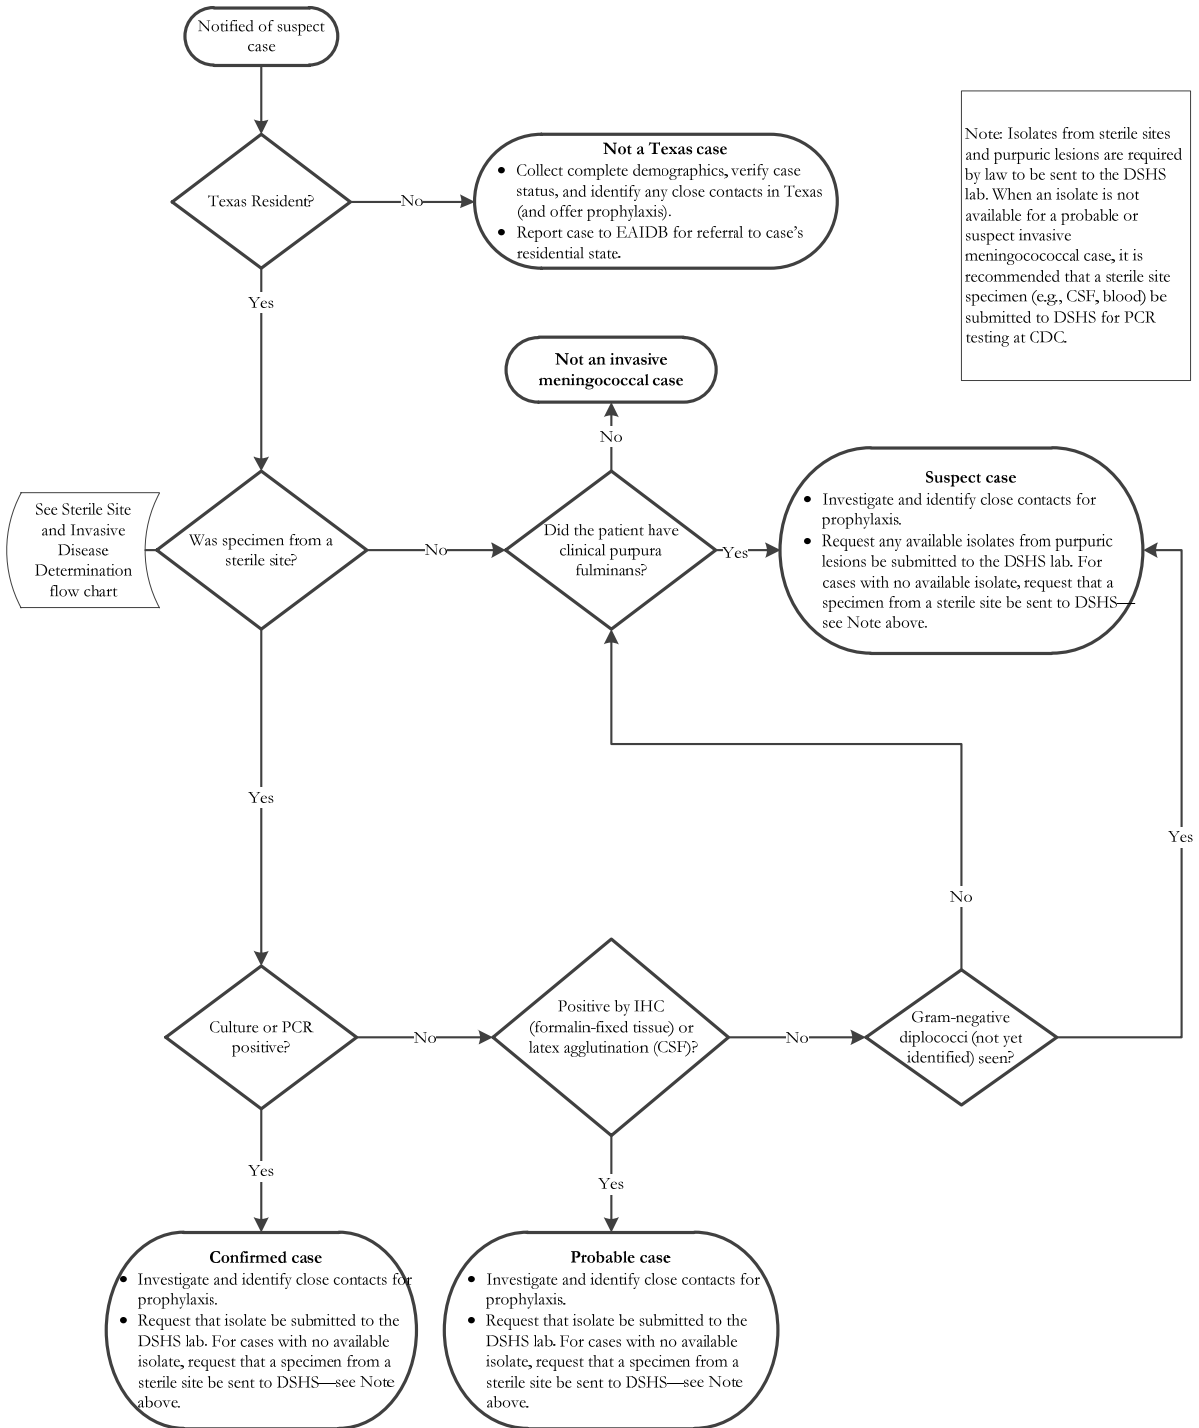 Notified of suspect
case
Texas Resident?
No
Not a Texas case
• Collect complete demographics, verify case
status, and identify any close contacts in Texas
(and offer prophylaxis).
• Report case to EAIDB for referral to case's
residential state.
Note: Isolates from sterile sites
and purpuric lesions are required
by law to be sent to the DSHS
lab. When an isolate is not
available for a probable or
suspect invasive
meningocococcal case, it is
recommended that a sterile site
specimen (e.g., CSF, blood) be
submitted to DSHS for PCR
testing at CDC.
Yes
Not an invasive
meningococcal case
No
See Sterile Site
and Invasive
Disease
Determination
flow chart
Was specimen from a
sterile site?
No
Did the patient have
clinical purpura
fulminans?
Yes
Suspect case
• Investigate and identify close contacts for
prophylaxis.
• Request any available isolates from purpuric
lesions be submitted to the DSHS lab. For
cases with no available isolate, request that a
specimen from a sterile site be sent to DSHS—
see Note above.
Yes
Yes
No
Culture or PCR
positive?
No
Positive by IHC
(formalin-fixed tissue) or
latex agglutination (CSF)?
No
Gram-negative
diplococci (not yet
identified) seen?
Yes
Yes
Confirmed case
• Investigate and identify close contacts for
prophylaxis.
• Request that isolate be submitted to the
DSHS lab. For cases with no available
isolate, request that a specimen from a
sterile site be sent to DSHS—see Note
above.
Probable case
• Investigate and identify close contacts for
prophylaxis.
• Request that isolate be submitted to the
DSHS lab. For cases with no available
isolate, request that a specimen from a
sterile site be sent to DSHS—see Note
above.